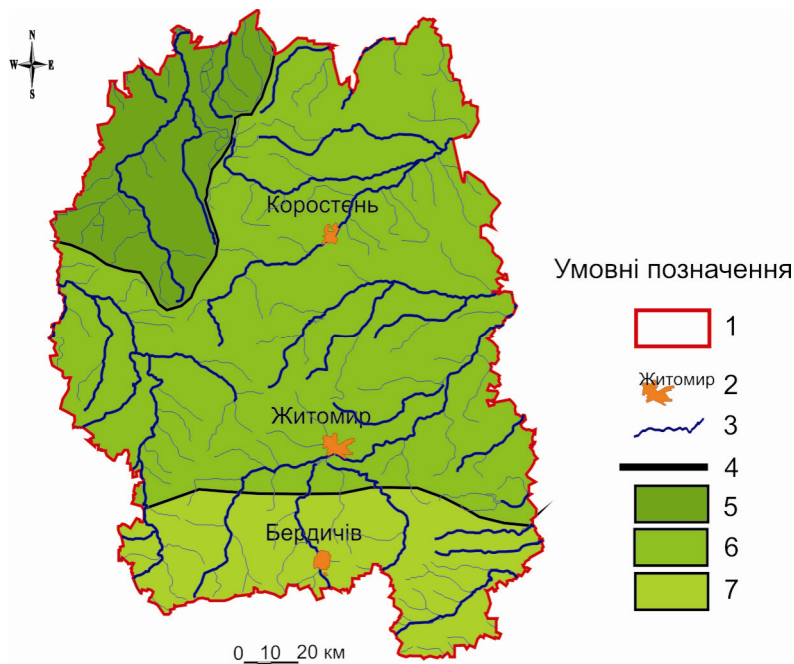 N
W E
S
Коростень
Житомир
Бердичів
0 10 20 км
Умовні позначення
1
Житомир 2
3
4
5
6
7